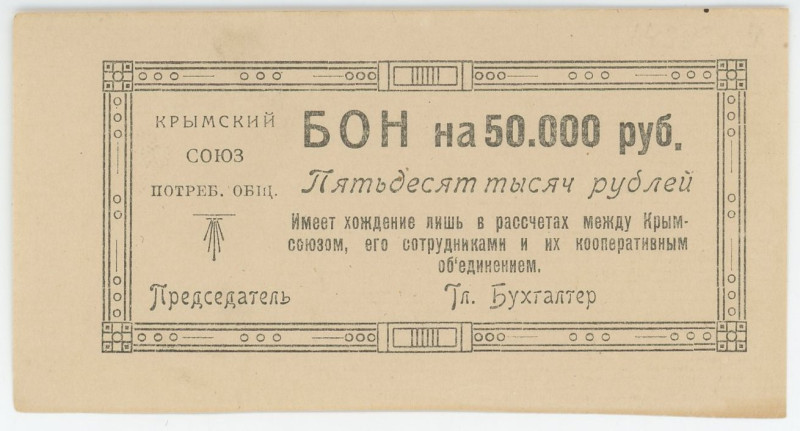 КРЫМСКИЙ
СОЮЗ
ПОТРЕБ. ОБЩ.
БОН на 50.000 руб.
Пятьдесят тысяч рублей
Имеет хождение лишь в рассчетах между Крым-
союзом, его сотрудниками и их кооперативным
об'единением.
Председатель
Гл. Бухгалтер